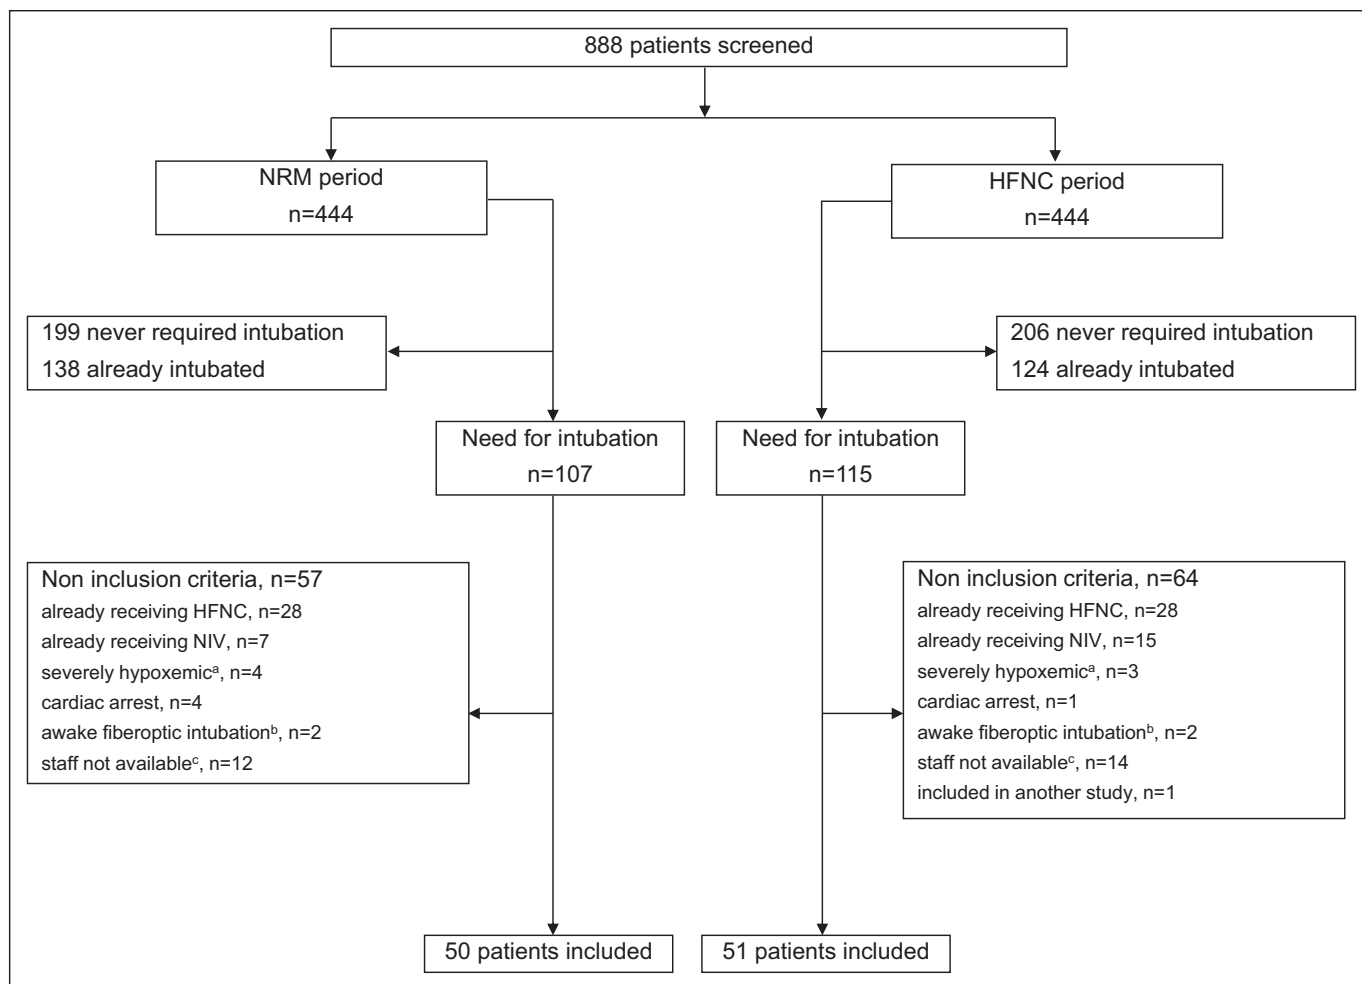 888 patients screened
NRM period
n=444
HFNC period
n=444
199 never required intubation
138 already intubated
206 never required intubation
124 already intubated
Need for intubation
n=107
Need for intubation
n=115
Non inclusion criteria, n=57
already receiving HFNC, n=28
already receiving NIV, n=7
severely hypoxemicᵃ, n=4
cardiac arrest, n=4
awake fiberoptic intubationᵇ, n=2
staff not availableᶜ, n=12
Non inclusion criteria, n=64
already receiving HFNC, n=28
already receiving NIV, n=15
severely hypoxemicᵃ, n=3
cardiac arrest, n=1
awake fiberoptic intubationᵇ, n=2
staff not availableᶜ, n=14
included in another study, n=1
50 patients included
51 patients included